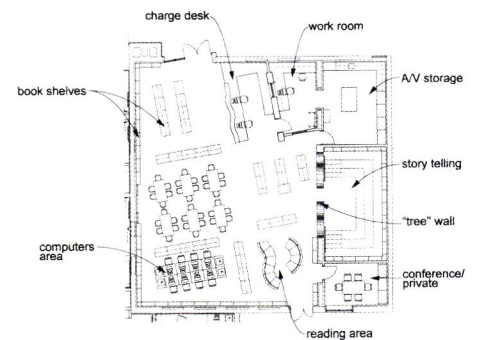 charge desk
work room
A/V storage
book shelves
story telling
"tree" wall
computers
area
conference/
private
reading area